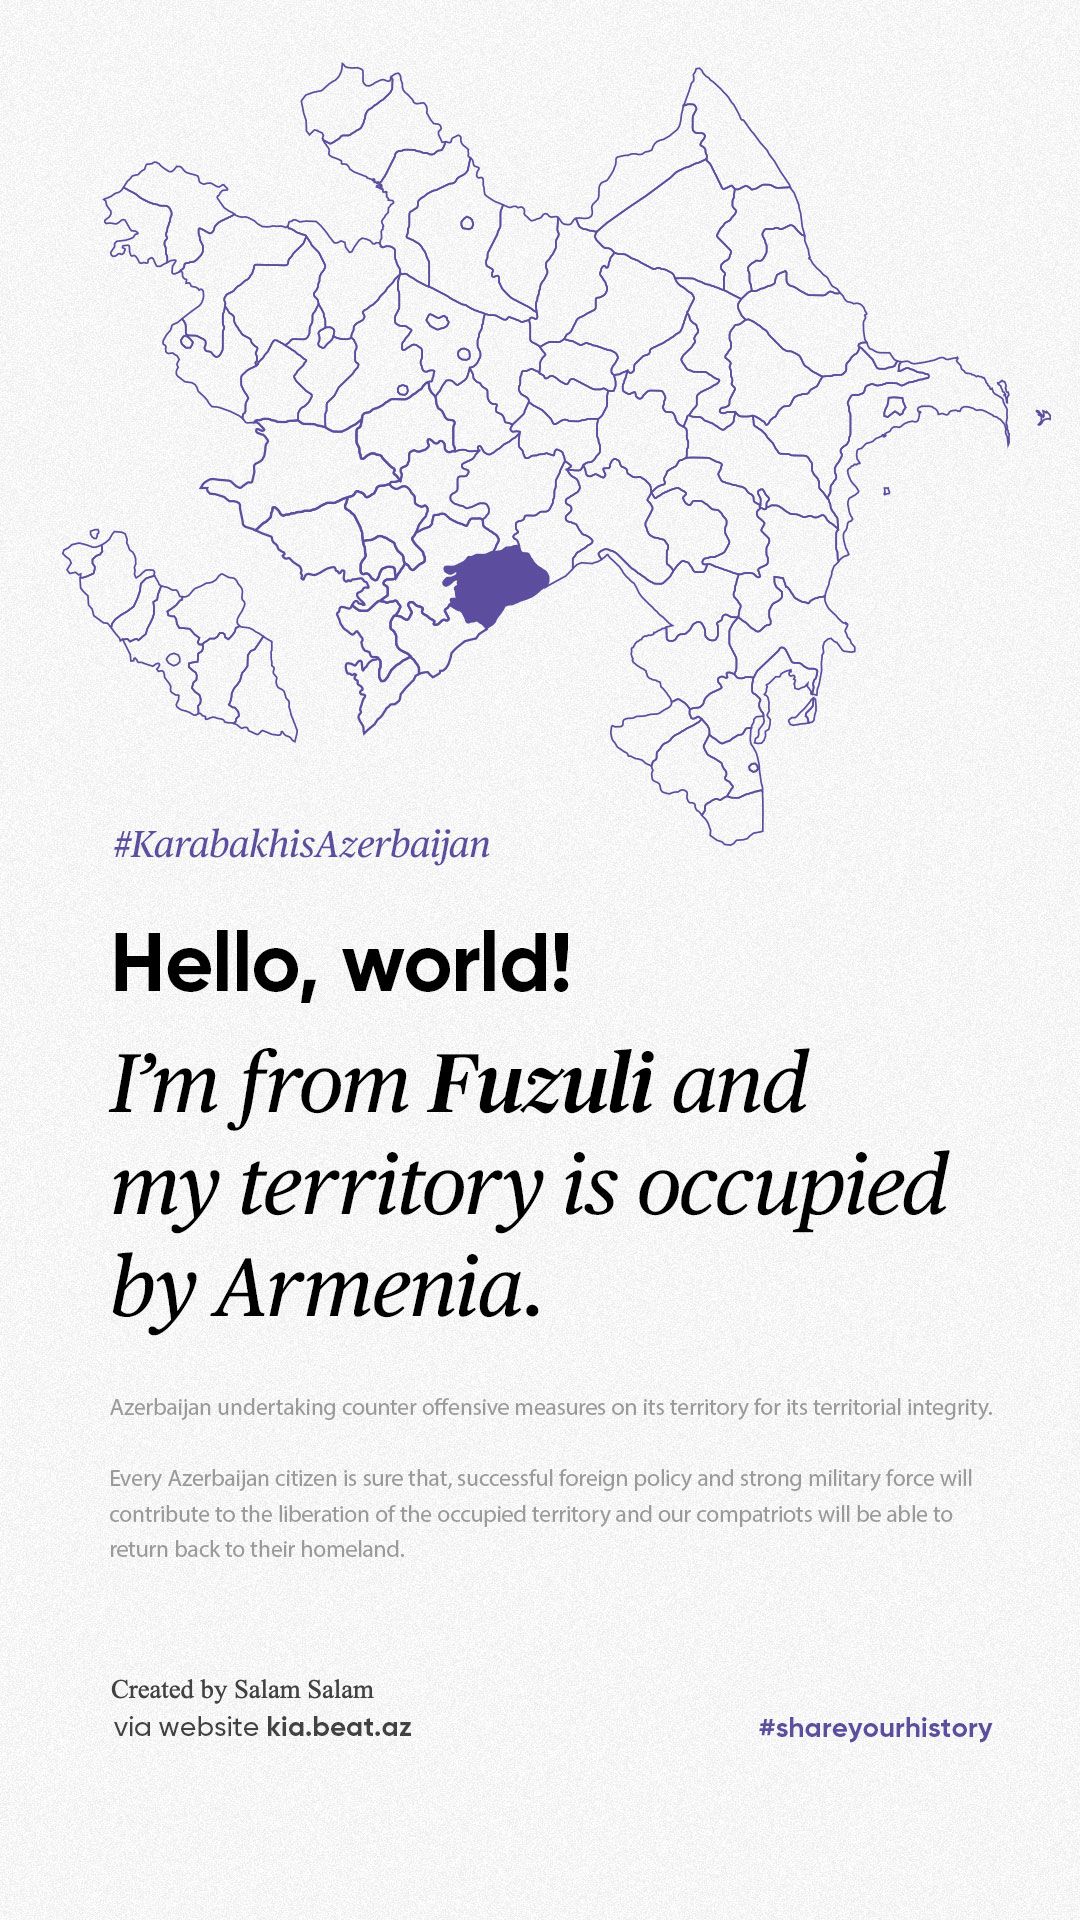 #KarabakhisAzerbaijan
Hello, world!
I’m from Fuzuli and
my territory is occupied
by Armenia.
Azerbaijan undertaking counter offensive measures on its territory for its territorial integrity.
Every Azerbaijan citizen is sure that, successful foreign policy and strong military force will
contribute to the liberation of the occupied territory and our compatriots will be able to
return back to their homeland.
Created by Salam Salam
via website kia.beat.az
#shareyourhistory